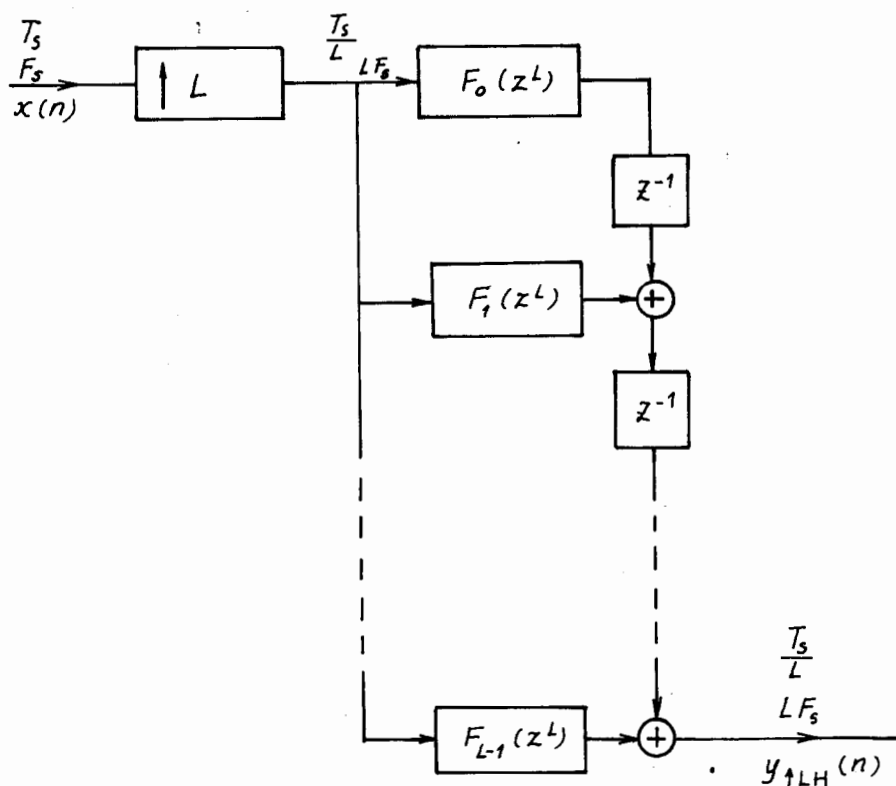 T_s
F_s
x(n)
↑ L
T_s/L
LF_s
F_0(z^L)
z^-1
F_1(z^L)
+
z^-1
F_{L-1}(z^L)
+
T_s/L
LF_s
y_{↑LH}(n)